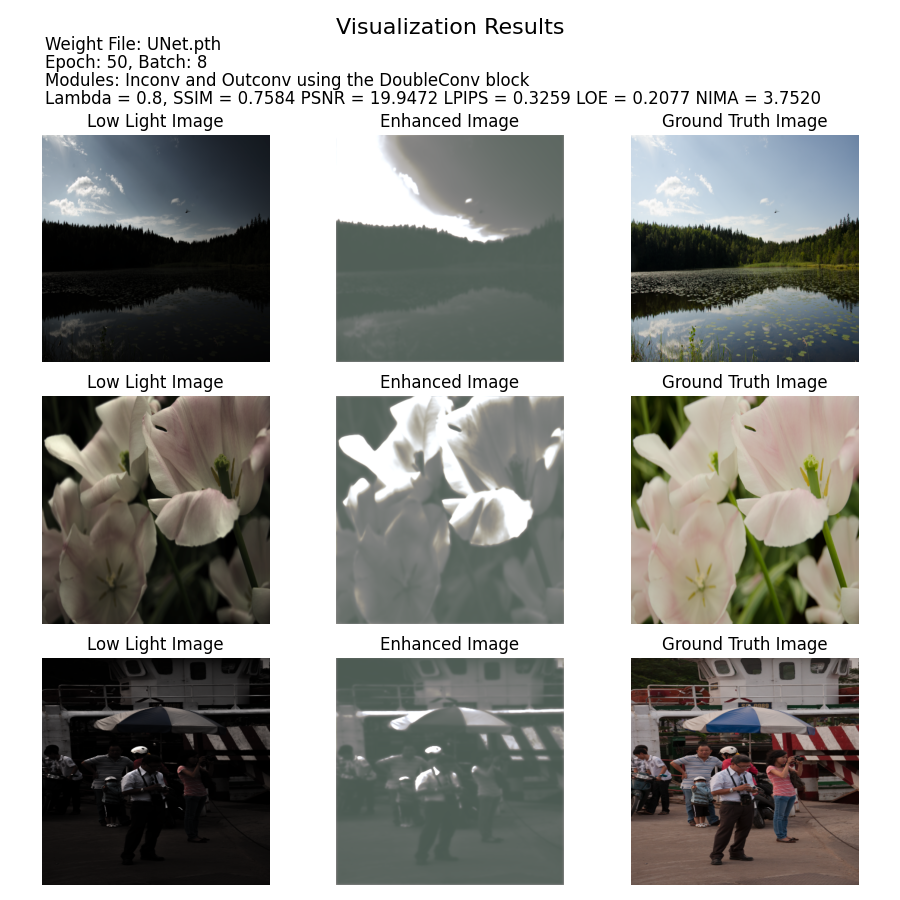 Visualization Results
Weight File: UNet.pth
Epoch: 50, Batch: 8
Modules: Inconv and Outconv using the DoubleConv block
Lambda = 0.8, SSIM = 0.7584 PSNR = 19.9472 LPIPS = 0.3259 LOE = 0.2077 NIMA = 3.7520
Low Light Image Enhanced Image Ground Truth Image
Low Light Image Enhanced Image Ground Truth Image
Low Light Image Enhanced Image Ground Truth Image